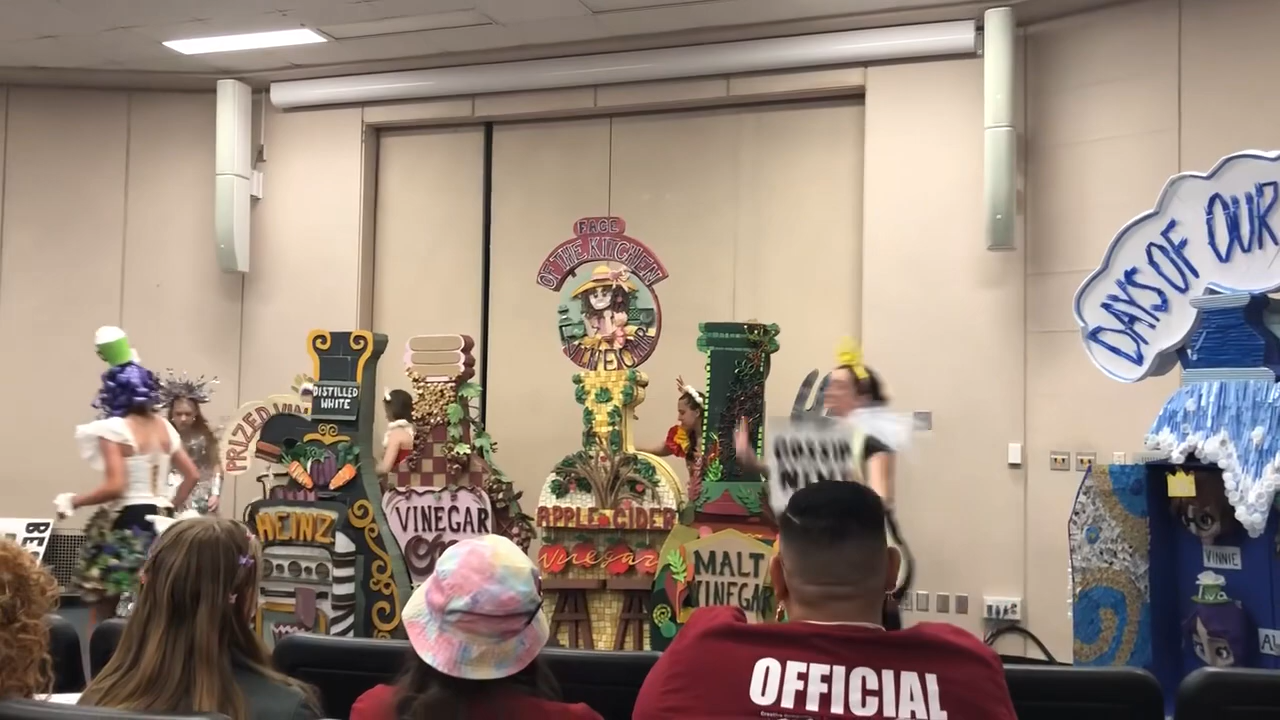 FACE
OF THE KITCHEN
VINEGAR
DISTILLED
WHITE
PRIZED
HEINZ
VINEGAR
APPLE CIDER
Vinegar
MALT
VINEGAR
DAYS OF OUR
VINNIE
BE
OFFICIAL